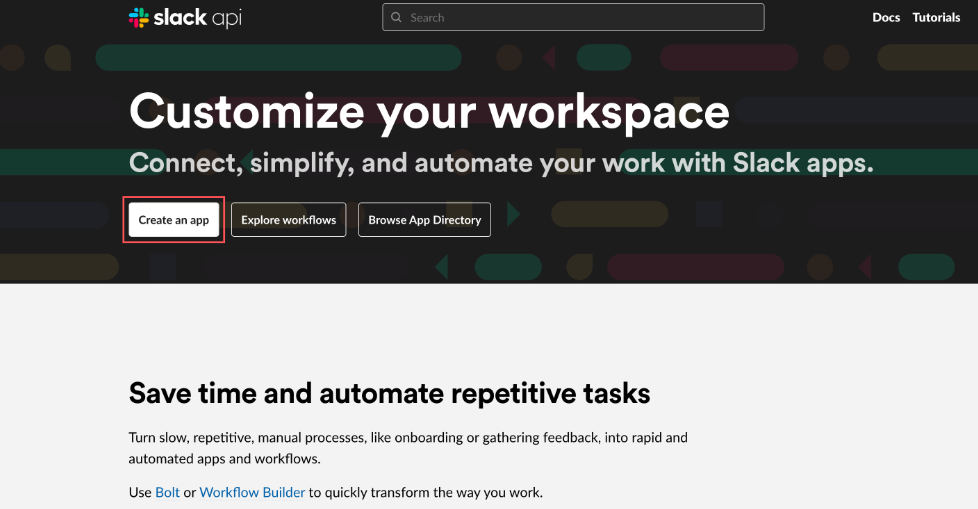 slack api
Search
Docs
Tutorials
Customize your workspace
Connect, simplify, and automate your work with Slack apps.
Create an app
Explore workflows
Browse App Directory
Save time and automate repetitive tasks
Turn slow, repetitive, manual processes, like onboarding or gathering feedback, into rapid and
automated apps and workflows.
Use Bolt or Workflow Builder to quickly transform the way you work.